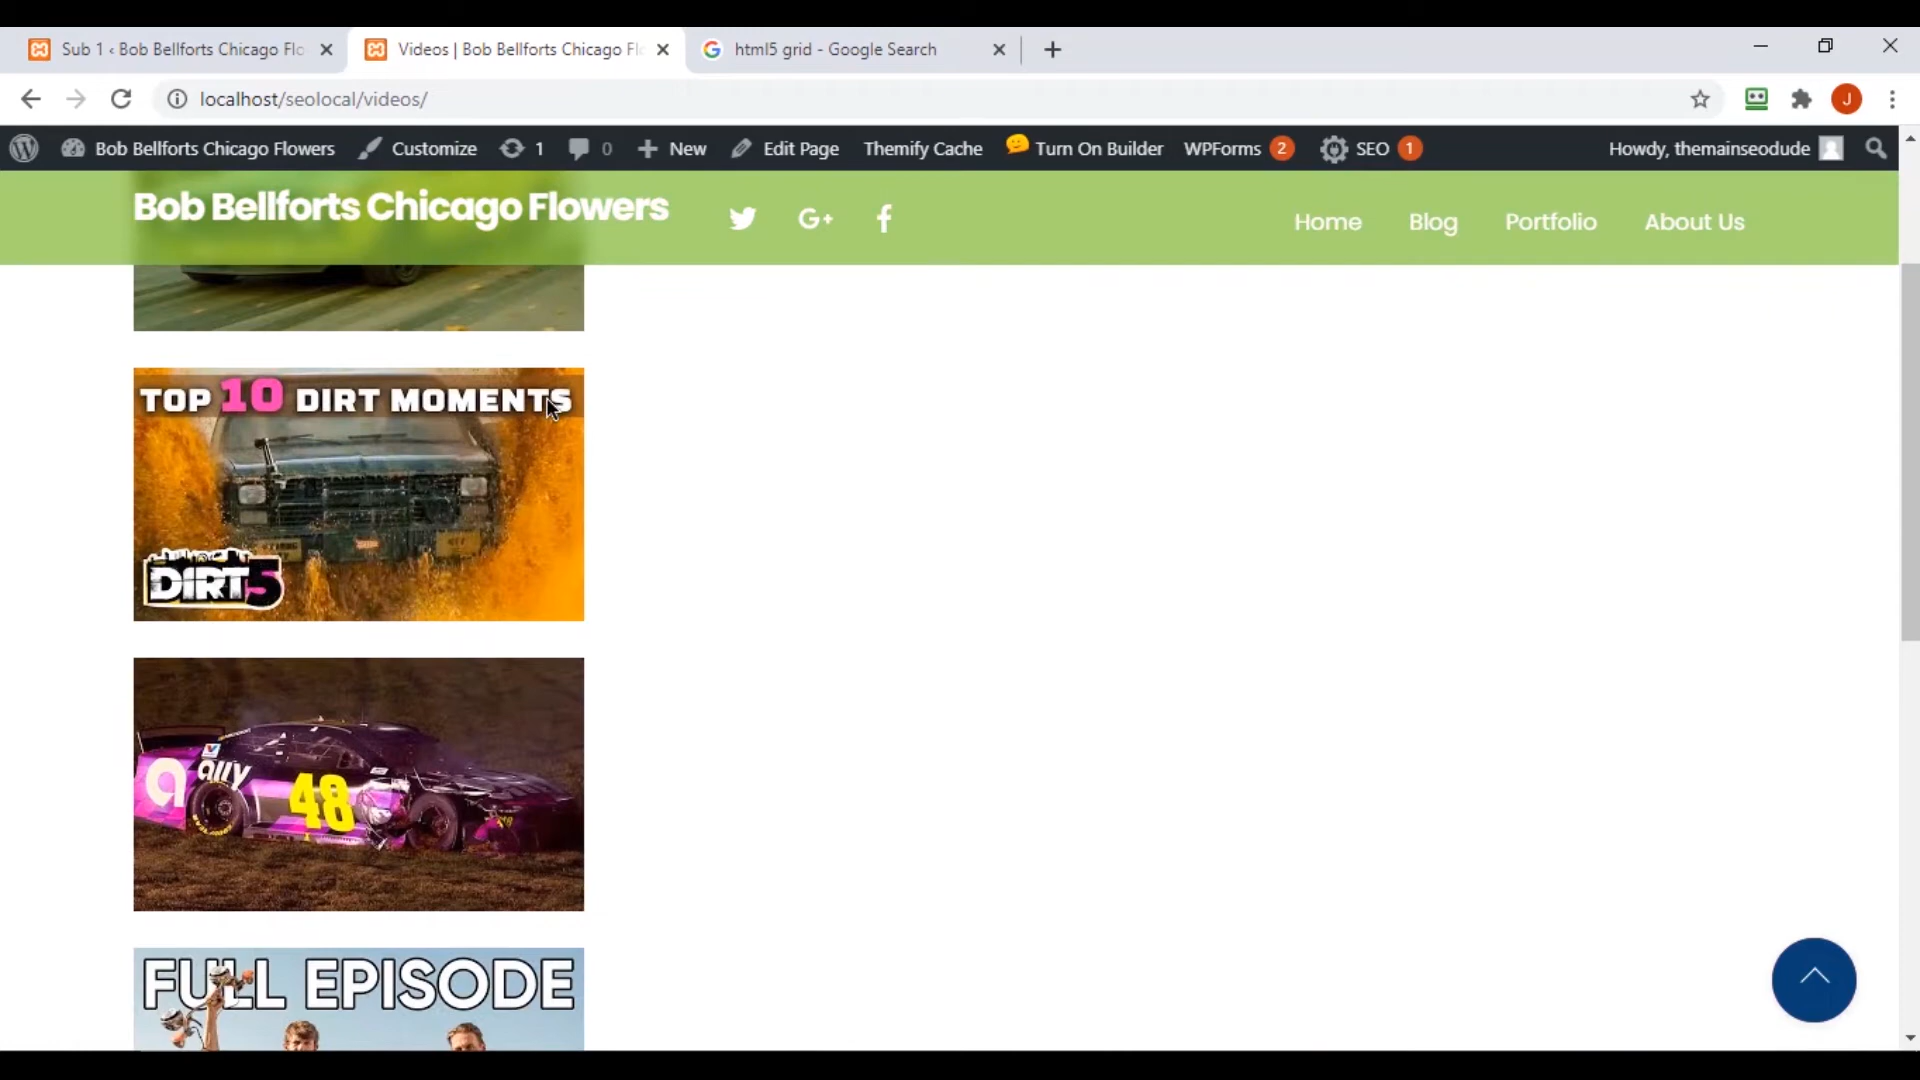 Sub 1 ‹ Bob Bellforts Chicago Flo
Videos | Bob Bellforts Chicago Fl
html5 grid - Google Search
localhost/seolocal/videos/
J
Bob Bellforts Chicago Flowers
Customize
1
0
New
Edit Page
Themify Cache
Turn On Builder
WPForms 2
SEO 1
Howdy, themainseodude
Bob Bellforts Chicago Flowers
G+
Home
Blog
Portfolio
About Us
TOP 10 DIRT MOMENTS
DIRT5
ally
48
FULL EPISODE